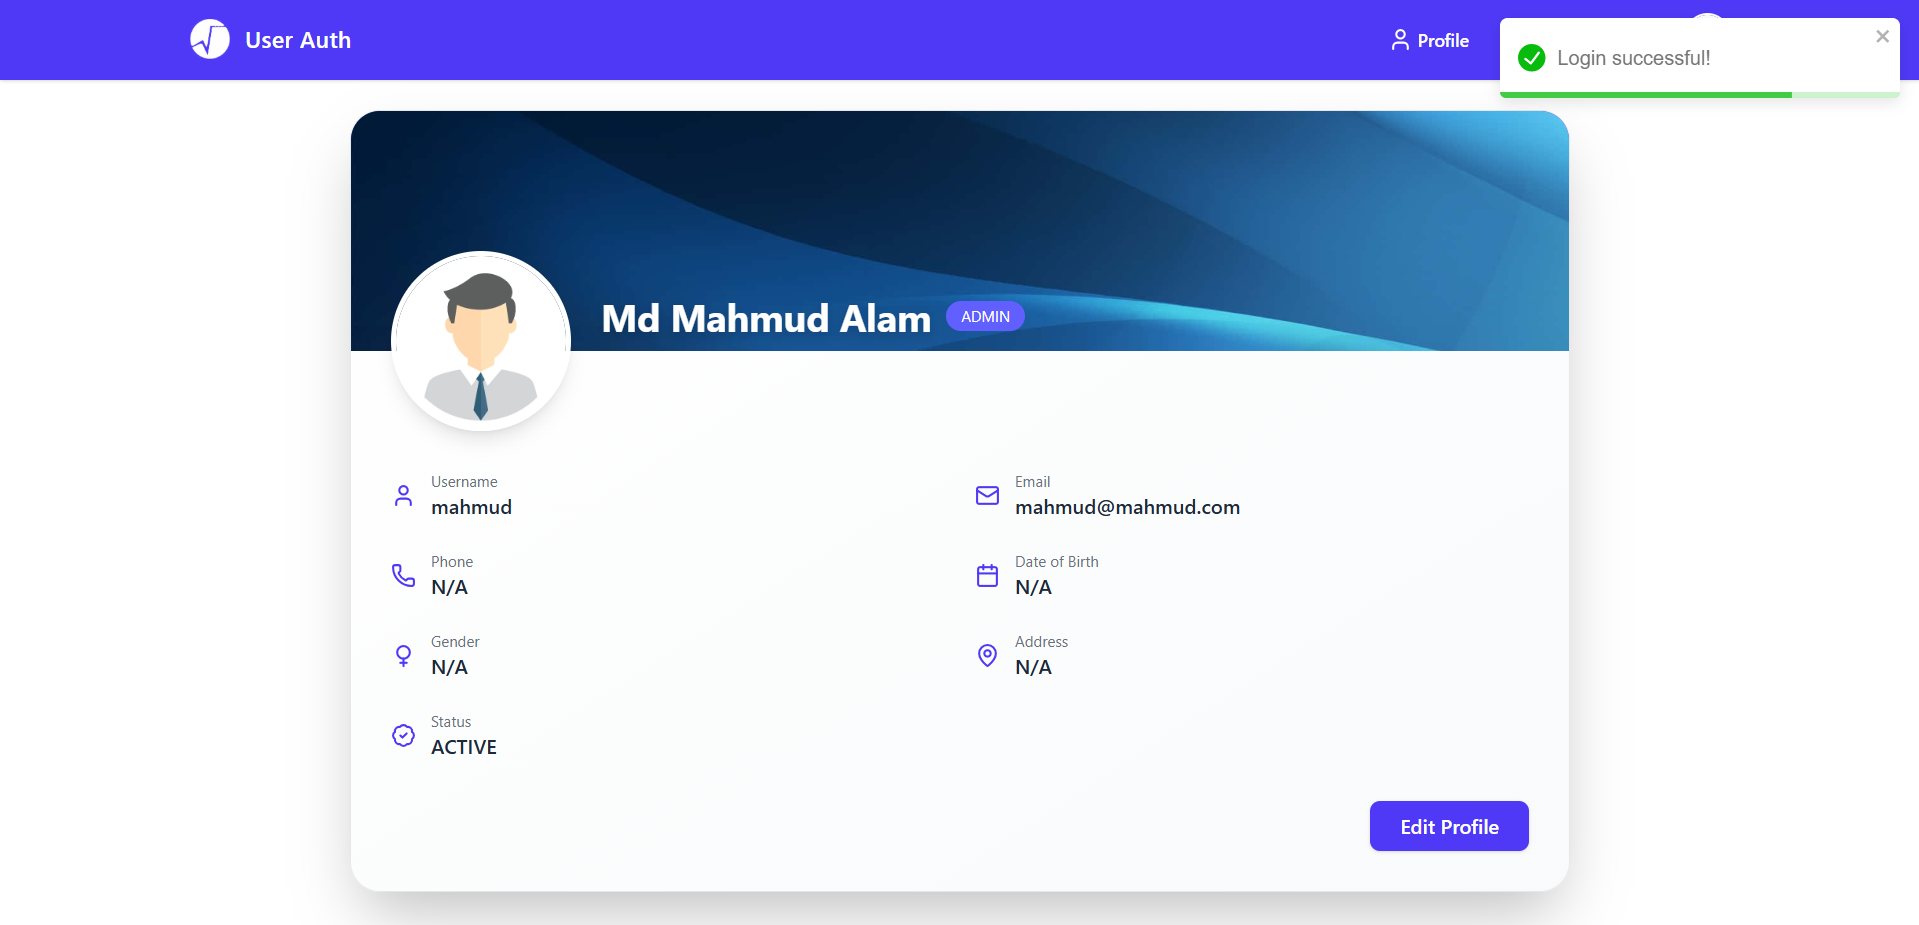 User Auth
Profile
Login successful!
Md Mahmud Alam
ADMIN
Username
mahmud
Email
mahmud@mahmud.com
Phone
N/A
Date of Birth
N/A
Gender
N/A
Address
N/A
Status
ACTIVE
Edit Profile